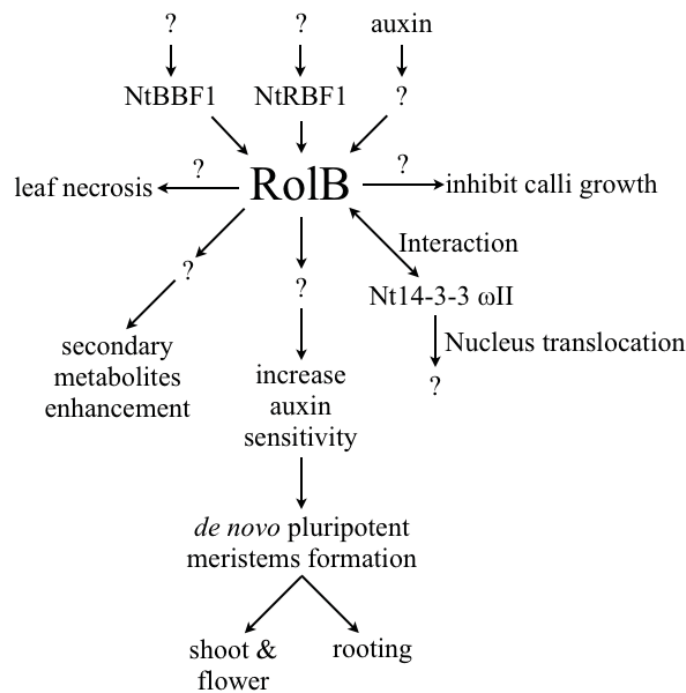 ? ? auxin
NtBBF1 NtRBF1 ?
? ?
leaf necrosis RolB inhibit calli growth
Interaction
? ? Nt14-3-3 ωII
secondary increase Nucleus translocation
metabolites auxin ?
enhancement sensitivity
de novo pluripotent
meristems formation
shoot & rooting
flower